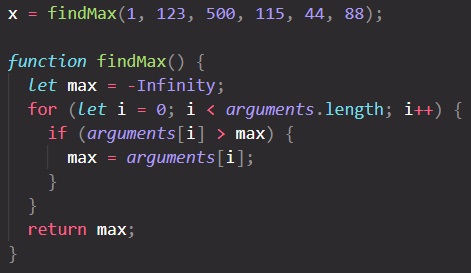 x = findMax(1, 123, 500, 115, 44, 88);
function findMax() {
let max = -Infinity;
for (let i = 0; i < arguments.length; i++) {
if (arguments[i] > max) {
max = arguments[i];
}
}
return max;
}